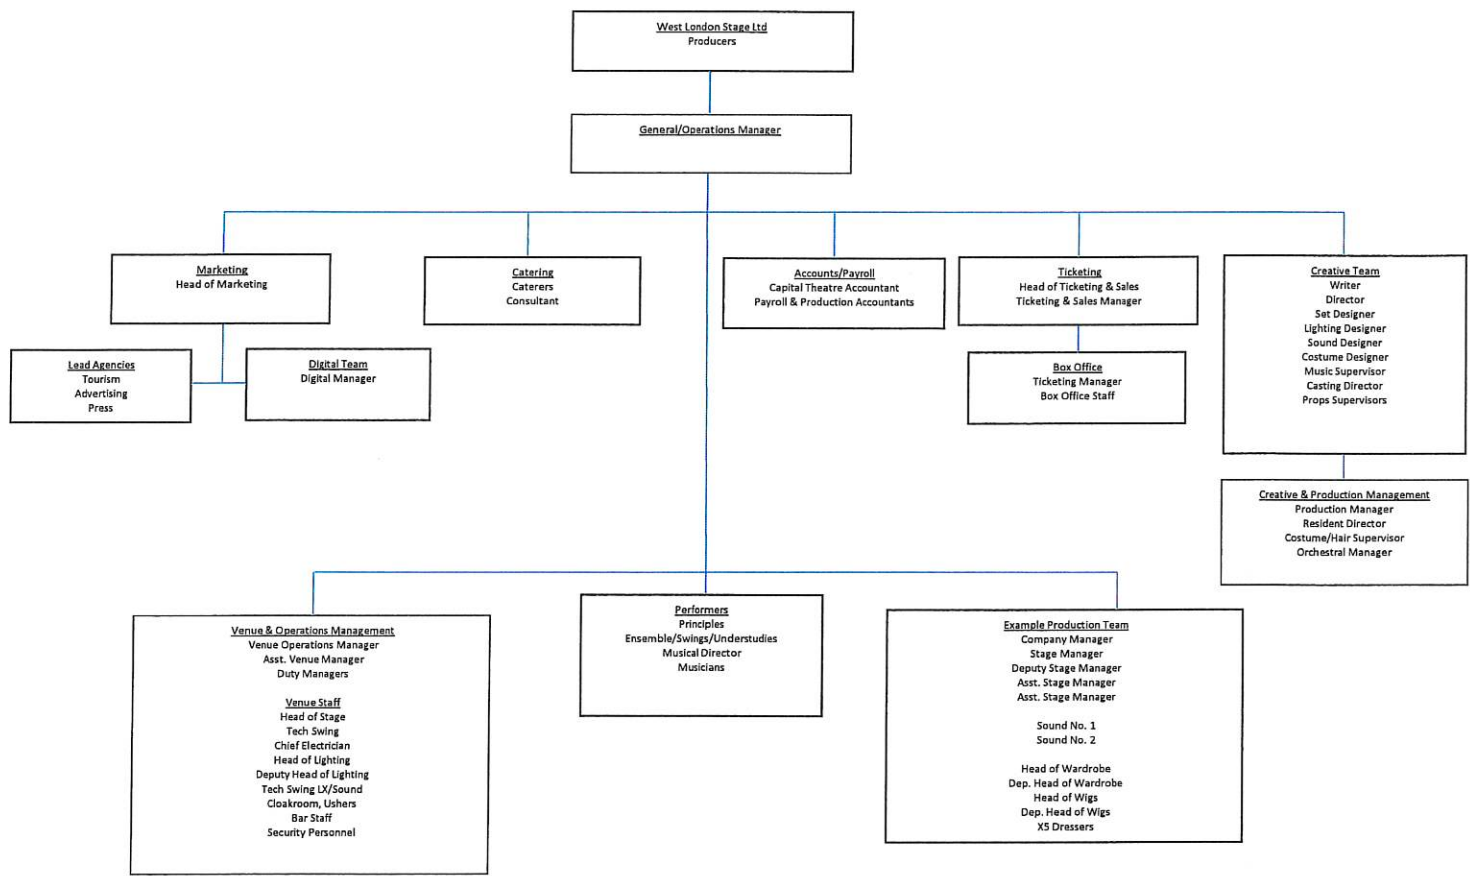 West London Stage Ltd
Producers
General/Operations Manager
Marketing
Head of Marketing
Catering
Caterers
Consultant
Accounts/Payroll
Capital Theatre Accountant
Payroll & Production Accountants
Ticketing
Head of Ticketing & Sales
Ticketing & Sales Manager
Creative Team
Writer
Director
Set Designer
Lighting Designer
Sound Designer
Costume Designer
Music Supervisor
Casting Director
Props Supervisors
Lead Agencies
Tourism
Advertising
Press
Digital Team
Digital Manager
Box Office
Ticketing Manager
Box Office Staff
Creative & Production Management
Production Manager
Resident Director
Costume/Hair Supervisor
Orchestral Manager
Venue & Operations Management
Venue Operations Manager
Asst. Venue Manager
Duty Managers
Venue Staff
Head of Stage
Tech Swing
Chief Electrician
Head of Lighting
Deputy Head of Lighting
Tech Swing LX/Sound
Cloakroom, Ushers
Bar Staff
Security Personnel
Performers
Principles
Ensemble/Swings/Understudies
Musical Director
Musicians
Example Production Team
Company Manager
Stage Manager
Deputy Stage Manager
Asst. Stage Manager
Asst. Stage Manager
Sound No. 1
Sound No. 2
Head of Wardrobe
Dep. Head of Wardrobe
Head of Wigs
Dep. Head of Wigs
X5 Dressers